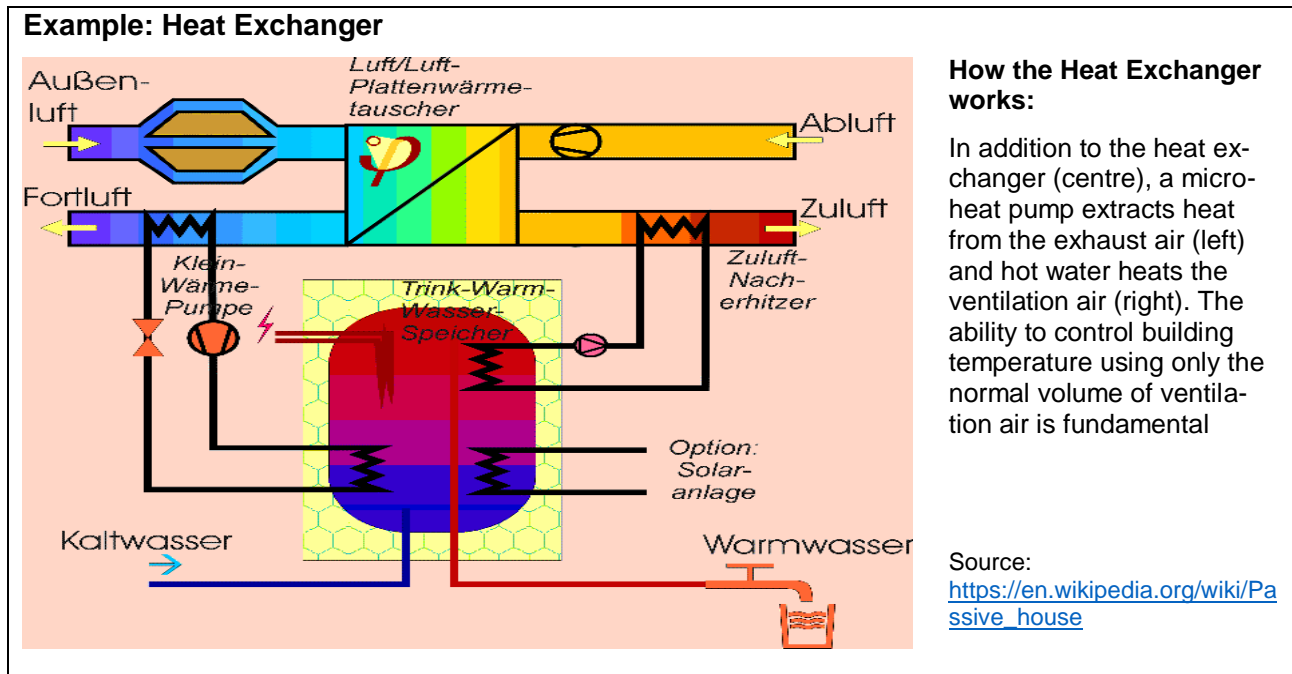 Example: Heat Exchanger
Außen-
luft
Luft/Luft-
Plattenwärme-
tauscher
Abluft
Fortluft
Zuluft
Klein-
Wärme-
Pumpe
Trink-Warm-
Wasser-
Speicher
Zuluft-
Nach-
erhitzer
Option:
Solar-
anlage
Kaltwasser
Warmwasser
How the Heat Exchanger
works:
In addition to the heat ex-
changer (centre), a micro-
heat pump extracts heat
from the exhaust air (left)
and hot water heats the
ventilation air (right). The
ability to control building
temperature using only the
normal volume of ventila-
tion air is fundamental
Source:
https://en.wikipedia.org/wiki/Pa
ssive_house